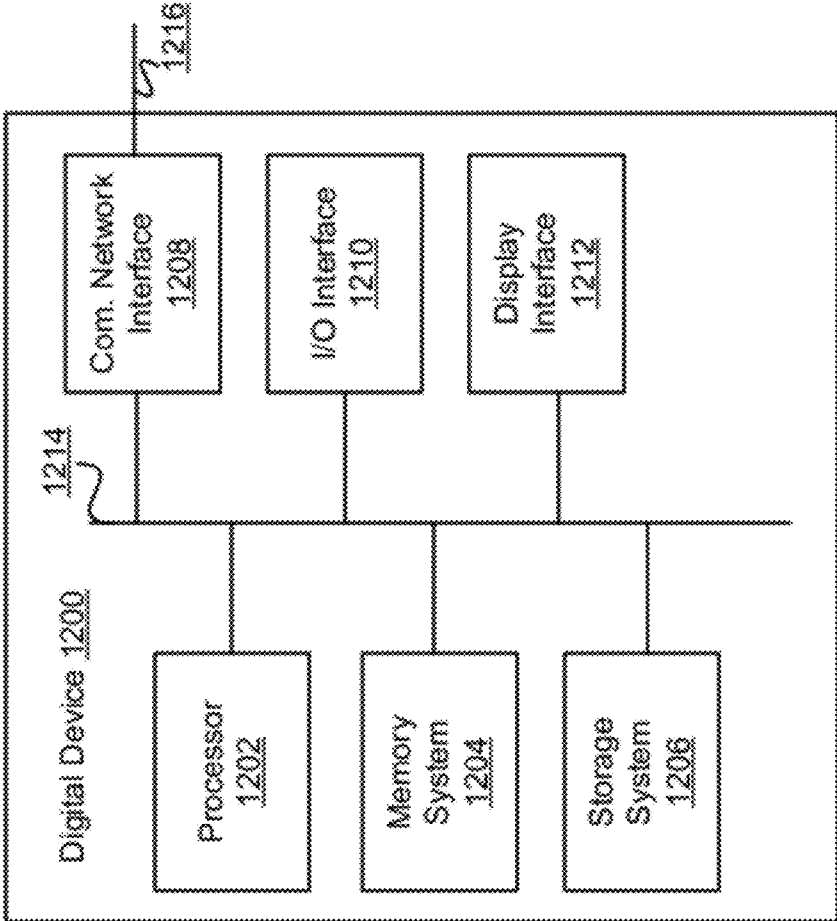 Digital Device 1200
1214
1216
Processor
1202
Memory
System
1204
Storage
System
1206
Com. Network
Interface
1208
I/O Interface
1210
Display
Interface
1212